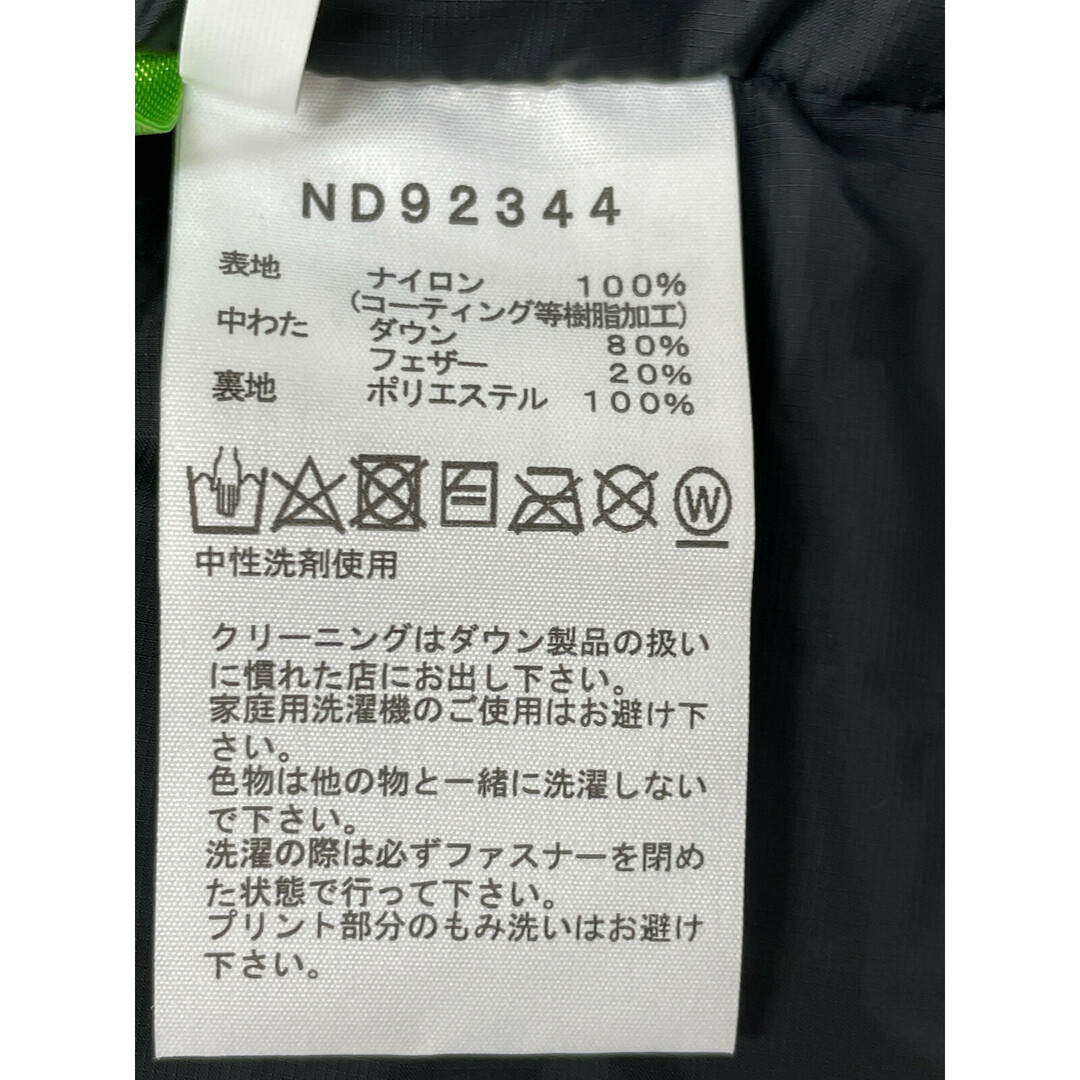 ND92344
表地 ナイロン 100%
(コーティング等樹脂加工)
中わた ダウン 80%
フェザー 20%
裏地 ポリエステル 100%
W
中性洗剤使用
クリーニングはダウン製品の扱い
に慣れた店にお出し下さい。
家庭用洗濯機のご使用はお避け下
さい。
色物は他の物と一緒に洗濯しない
で下さい。
洗濯の際は必ずファスナーを閉め
た状態で行って下さい。
プリント部分のもみ洗いはお避け
下さい。